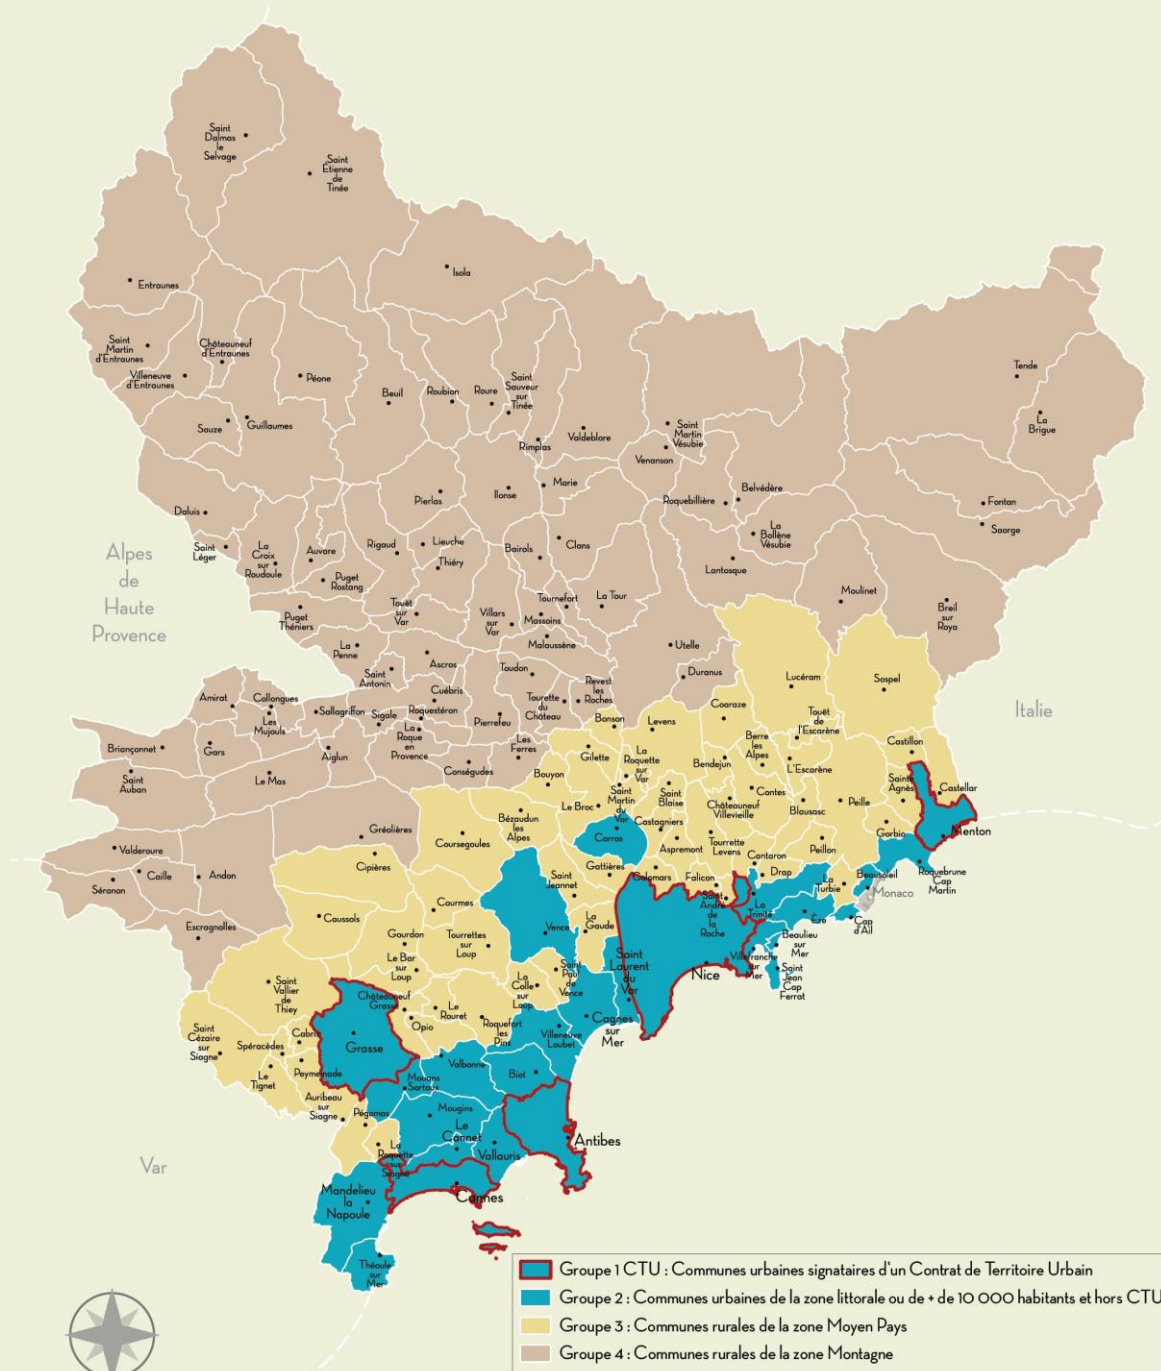 Saint
Dalmas
le
Selvage
Saint
Étienne
de
Tinée
Isola
Entraunes
Saint
Martin
d'Entraunes
Châteauneuf
d'Entraunes
Villeneuve
d'Entraunes
Péone
Beuil
Roubion
Roure
Saint
Sauveur
sur
Tinée
Tende
La
Brigue
Sauze
Guillaumes
Rimplas
Valdeblore
Saint
Martin
Vésubie
Venanson
Pierlas
Ilonse
Marie
Roquebillière
Belvédère
Fontan
Saorge
Daluis
Saint
Léger
La
Croix
sur
Roudoule
Auvare
Puget
Rostang
Rigaud
Lieuche
Thiéry
Bairols
Clans
La
Bollène
Vésubie
Lantosque
Alpes
de
Haute
Provence
Puget
Théniers
Touët
sur
Var
Villars
sur
Var
Tournefort
Massoins
Malaussène
La Tour
Moulinet
Breil
sur
Roya
La
Penne
Saint
Antonin
Ascros
Toudon
Utelle
Duranus
Lucéram
Sospel
Amirat
Collongues
Les
Mujouls
Sallagriffon
Sigale
Cuébris
Roquestéron
La
Roque
en
Provence
Pierrefeu
Tourette
du
Château
Revest
les
Roches
Bonson
Levens
Coaraze
Touët
de
l'Escarène
Italie
Briançonnet
Gars
Saint
Auban
Le Mas
Aiglun
Conségudes
Les
Ferres
Bouyon
Gilette
La
Roquette
sur
Var
Bendejun
Berre
les
Alpes
L'Escarène
Castillon
Sainte
Agnès
Castellar
Bézaudun
les
Alpes
Le Broc
Saint
Martin
du
Var
Saint
Blaise
Châteauneuf
Villevieille
Contes
Blausasc
Peille
Gorbio
Menton
Gréolières
Cipières
Coursegoules
Carros
Castagniers
Aspremont
Tourrette
Levens
Cantaron
Peillon
Valderoure
Caille
Séranon
Andon
Escragnolles
Gattières
Colomars
Falicon
Drap
La
Turbie
Beausoleil
Monaco
Roquebrune
Cap
Martin
Saint
Jeannet
Caussols
Courmes
Gourdon
Le Bar
sur
Loup
Tourrettes
sur
Loup
Vence
La
Gaude
Saint
André
de
la
Roche
La
Trinité
Èze
Cap
d'Ail
Saint
Paul
de
Vence
Saint
Laurent
du
Var
Nice
Villefranche
sur
Mer
Beaulieu
sur
Mer
Saint
Jean
Cap
Ferrat
Saint
Vallier
de
Thiey
Châteauneuf
Grasse
Opio
Le
Rouret
La
Colle
sur
Loup
Roquefort
les
Pins
Villeneuve
Loubet
Cagnes
sur
Mer
Saint
Cézaire
sur
Siagne
Spéracèdes
Cabris
Le
Tignet
Peymeinade
Grasse
Auribeau
sur
Siagne
Pégomas
Mouans
Sartoux
Valbonne
Biot
Mougins
Le
Cannet
Vallauris
Antibes
La
Roquette
sur
Siagne
Var
Mandelieu
la
Napoule
Cannes
Théoule
sur
Mer
Groupe 1 CTU : Communes urbaines signataires d'un Contrat de Territoire Urbain
Groupe 2 : Communes urbaines de la zone littorale ou de + de 10 000 habitants et hors CTU
Groupe 3 : Communes rurales de la zone Moyen Pays
Groupe 4 : Communes rurales de la zone Montagne